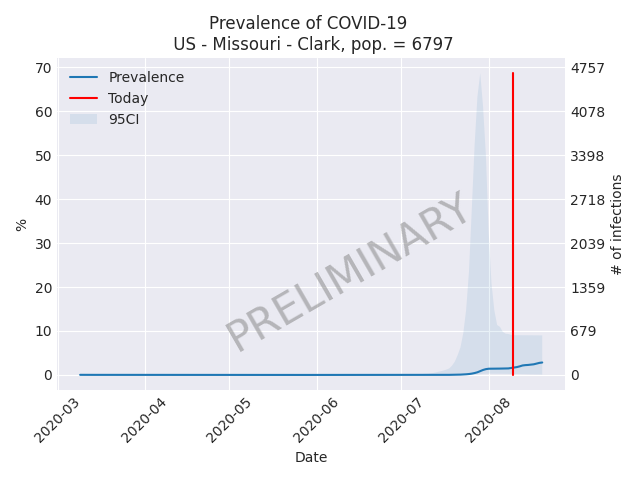 Prevalence of COVID-19
US - Missouri - Clark, pop. = 6797
Prevalence
Today
95CI
PRELIMINARY
70
60
50
40
30
20
10
0
%
4757
4078
3398
2718
2039
1359
679
0
# of infections
2020-03
2020-04
2020-05
2020-06
2020-07
2020-08
Date